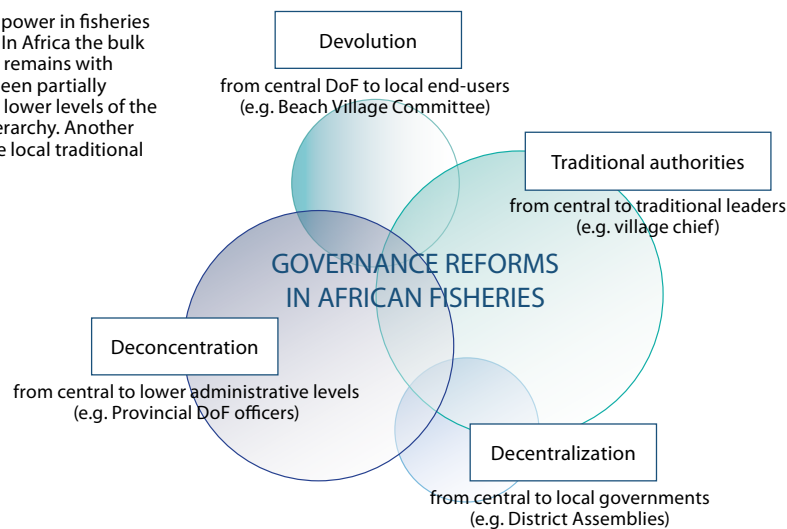 power in fisheries
In Africa the bulk
remains with
een partially
lower levels of the
erarchy. Another
e local traditional
Devolution
from central DoF to local end-users
(e.g. Beach Village Committee)
Traditional authorities
from central to traditional leaders
(e.g. village chief)
GOVERNANCE REFORMS
IN AFRICAN FISHERIES
Deconcentration
from central to lower administrative levels
(e.g. Provincial DoF officers)
Decentralization
from central to local governments
(e.g. District Assemblies)